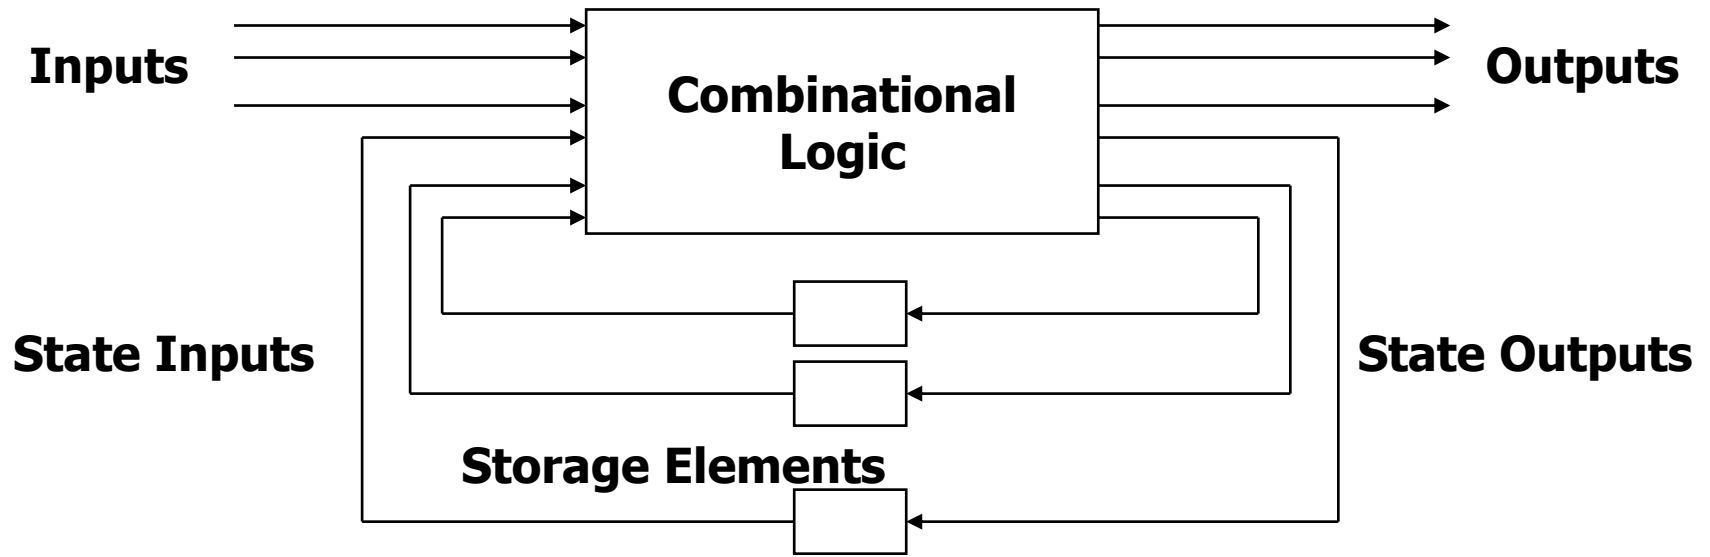 Inputs
Combinational
Logic
Outputs
State Inputs
State Outputs
Storage Elements